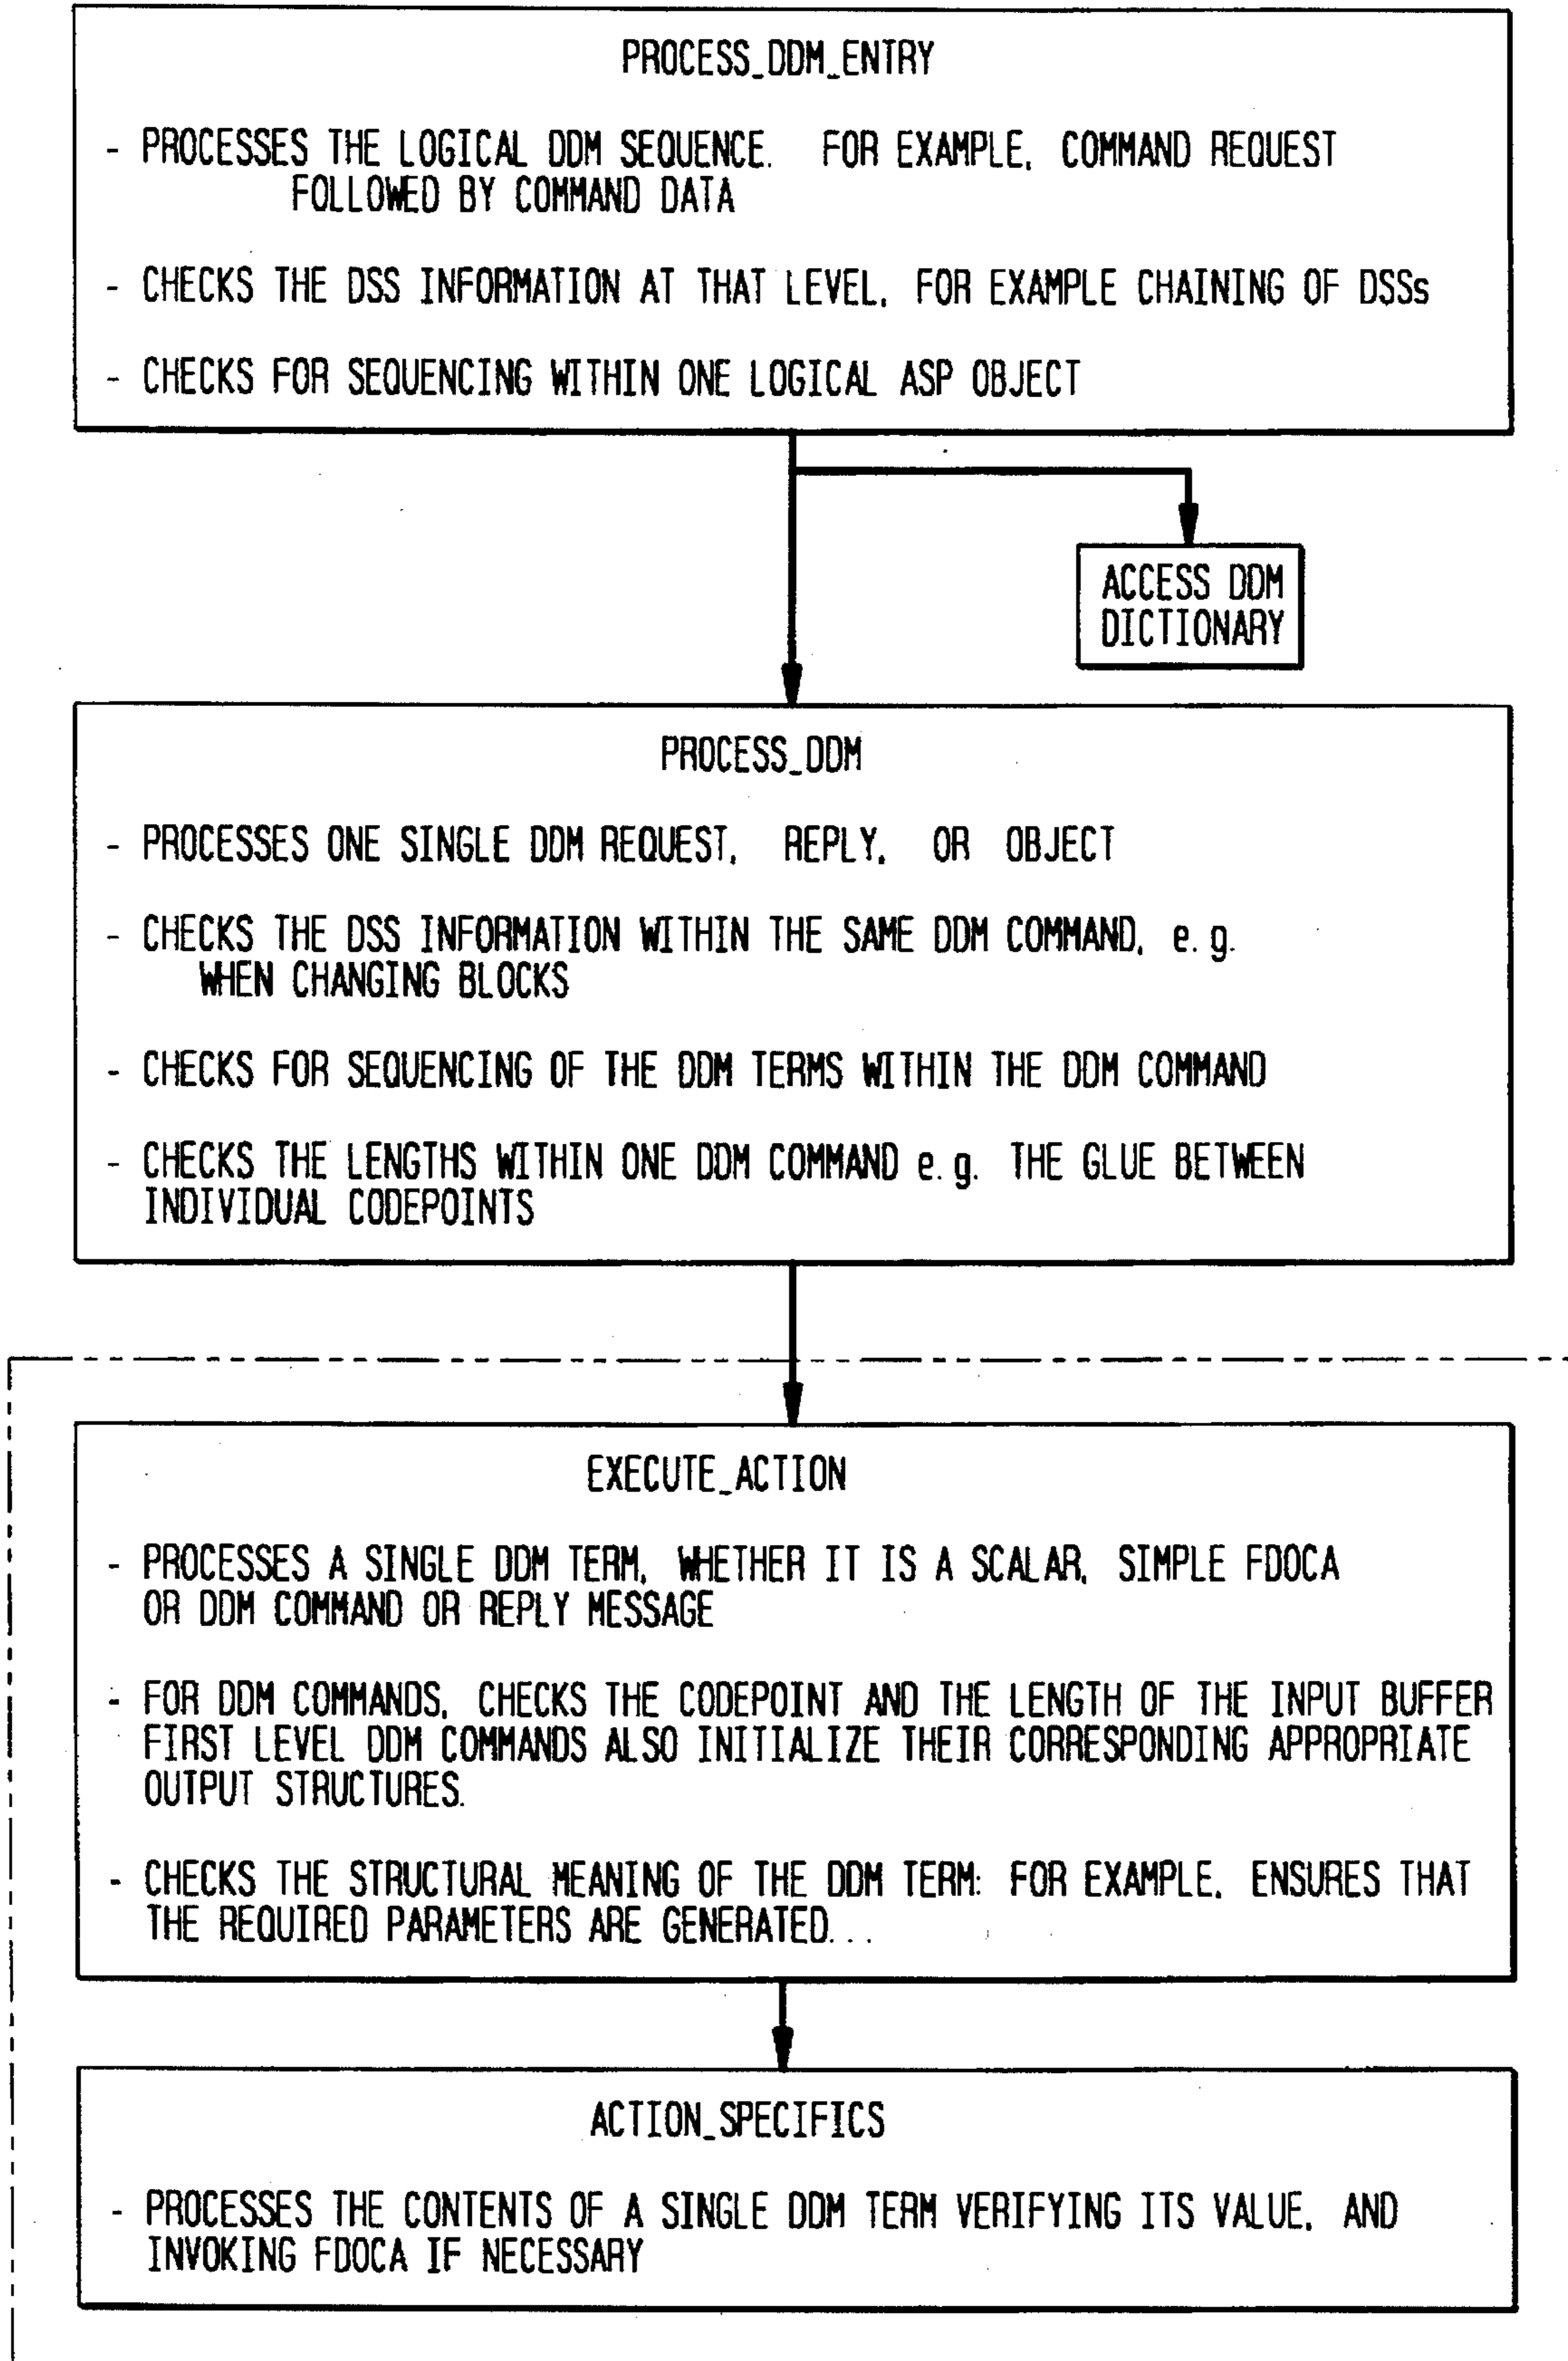 PROCESS_DDM_ENTRY
- PROCESSES THE LOGICAL DDM SEQUENCE. FOR EXAMPLE, COMMAND REQUEST
FOLLOWED BY COMMAND DATA
- CHECKS THE DSS INFORMATION AT THAT LEVEL, FOR EXAMPLE CHAINING OF DSSs
- CHECKS FOR SEQUENCING WITHIN ONE LOGICAL ASP OBJECT
ACCESS DDM
DICTIONARY
PROCESS_DDM
- PROCESSES ONE SINGLE DDM REQUEST, REPLY, OR OBJECT
- CHECKS THE DSS INFORMATION WITHIN THE SAME DDM COMMAND, e.g.
WHEN CHANGING BLOCKS
- CHECKS FOR SEQUENCING OF THE DDM TERMS WITHIN THE DDM COMMAND
- CHECKS THE LENGTHS WITHIN ONE DDM COMMAND e.g. THE GLUE BETWEEN
INDIVIDUAL CODEPOINTS
EXECUTE_ACTION
- PROCESSES A SINGLE DDM TERM, WHETHER IT IS A SCALAR, SIMPLE FDOCA
OR DDM COMMAND OR REPLY MESSAGE
- FOR DDM COMMANDS, CHECKS THE CODEPOINT AND THE LENGTH OF THE INPUT BUFFER
FIRST LEVEL DDM COMMANDS ALSO INITIALIZE THEIR CORRESPONDING APPROPRIATE
OUTPUT STRUCTURES.
- CHECKS THE STRUCTURAL MEANING OF THE DDM TERM: FOR EXAMPLE, ENSURES THAT
THE REQUIRED PARAMETERS ARE GENERATED...
ACTION_SPECIFICS
- PROCESSES THE CONTENTS OF A SINGLE DDM TERM VERIFYING ITS VALUE, AND
INVOKING FDOCA IF NECESSARY